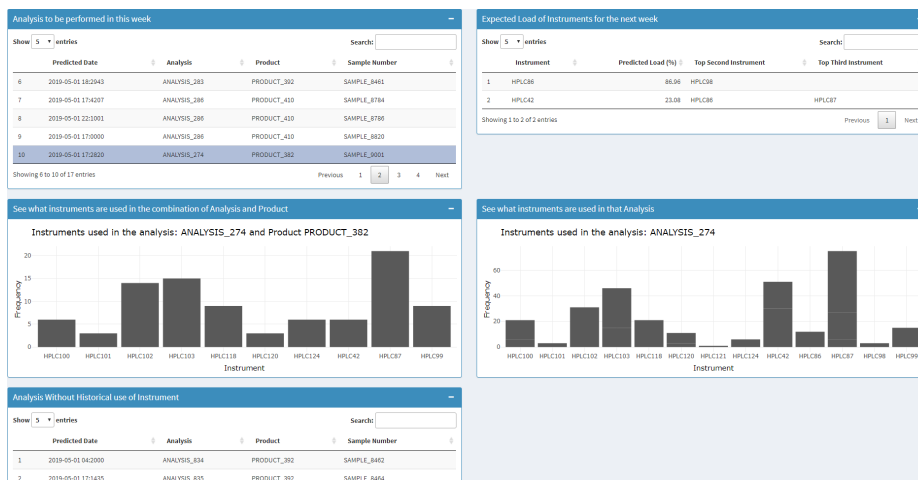 Analysis to be performed in this week
Show 5 entries Search:
Predicted Date Analysis Product Sample Number
6 2019-05-01 18:2943 ANALYSIS_283 PRODUCT_392 SAMPLE_8461
7 2019-05-01 17:4207 ANALYSIS_286 PRODUCT_410 SAMPLE_8784
8 2019-05-01 22:1001 ANALYSIS_286 PRODUCT_410 SAMPLE_8786
9 2019-05-01 17:0000 ANALYSIS_286 PRODUCT_410 SAMPLE_8820
10 2019-05-01 17:2820 ANALYSIS_274 PRODUCT_382 SAMPLE_9001
Showing 6 to 10 of 17 entries Previous 1 2 3 4 Next
Expected Load of Instruments for the next week
Show 5 entries Search:
Instrument Predicted Load (%) Top Second Instrument Top Third Instrument
1 HPLC86 86.96 HPLC98
2 HPLC42 23.08 HPLC86 HPLC87
Showing 1 to 2 of 2 entries Previous 1 Next
See what instruments are used in the combination of Analysis and Product
Instruments used in the analysis: ANALYSIS_274 and Product PRODUCT_382
Frequency
20
15
10
5
0
HPLC100 HPLC101 HPLC102 HPLC103 HPLC118 HPLC120 HPLC124 HPLC42 HPLC87 HPLC99
Instrument
See what instruments are used in that Analysis
Instruments used in the analysis: ANALYSIS_274
Frequency
60
40
20
0
HPLC100 HPLC101 HPLC102 HPLC103 HPLC118 HPLC120 HPLC121 HPLC124 HPLC42 HPLC86 HPLC87 HPLC98 HPLC99
Instrument
Analysis Without Historical use of Instrument
Show 5 entries Search:
Predicted Date Analysis Product Sample Number
1 2019-05-01 04:2000 ANALYSIS_834 PRODUCT_392 SAMPLE_8462
2 2019-05-01 17:1435 ANALYSIS_835 PRODUCT_392 SAMPLE_8464